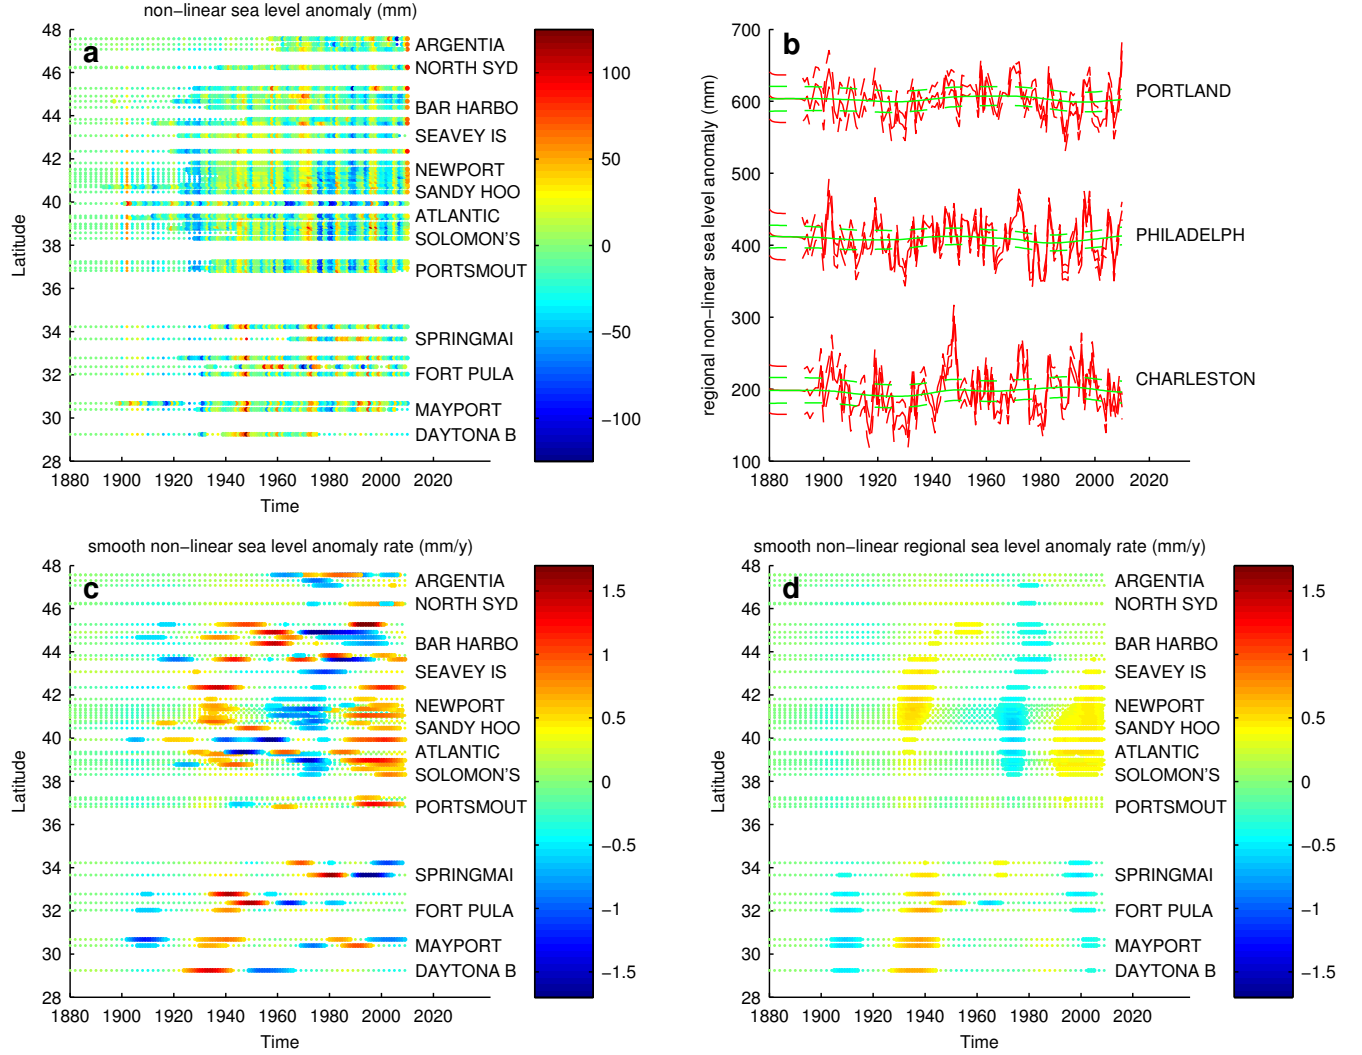 non−linear sea level anomaly (mm)
a
48
46
44
42
40
38
36
34
32
30
28
Latitude
1880 1900 1920 1940 1960 1980 2000 2020
Time
ARGENTIA
NORTH SYD
BAR HARBO
SEAVEY IS
NEWPORT
SANDY HOO
ATLANTIC
SOLOMON'S
PORTSMOUT
SPRINGMAI
FORT PULA
MAYPORT
DAYTONA B
100
50
0
−50
−100
b
700
600
500
400
300
200
100
regional non−linear sea level anomaly (mm)
1880 1900 1920 1940 1960 1980 2000 2020
Time
PORTLAND
PHILADELPH
CHARLESTON
smooth non−linear sea level anomaly rate (mm/y)
c
48
46
44
42
40
38
36
34
32
30
28
Latitude
1880 1900 1920 1940 1960 1980 2000 2020
Time
ARGENTIA
NORTH SYD
BAR HARBO
SEAVEY IS
NEWPORT
SANDY HOO
ATLANTIC
SOLOMON'S
PORTSMOUT
SPRINGMAI
FORT PULA
MAYPORT
DAYTONA B
1.5
1
0.5
0
−0.5
−1
−1.5
smooth non−linear regional sea level anomaly rate (mm/y)
d
48
46
44
42
40
38
36
34
32
30
28
Latitude
1880 1900 1920 1940 1960 1980 2000 2020
Time
ARGENTIA
NORTH SYD
BAR HARBO
SEAVEY IS
NEWPORT
SANDY HOO
ATLANTIC
SOLOMON'S
PORTSMOUT
SPRINGMAI
FORT PULA
MAYPORT
DAYTONA B
1.5
1
0.5
0
−0.5
−1
−1.5